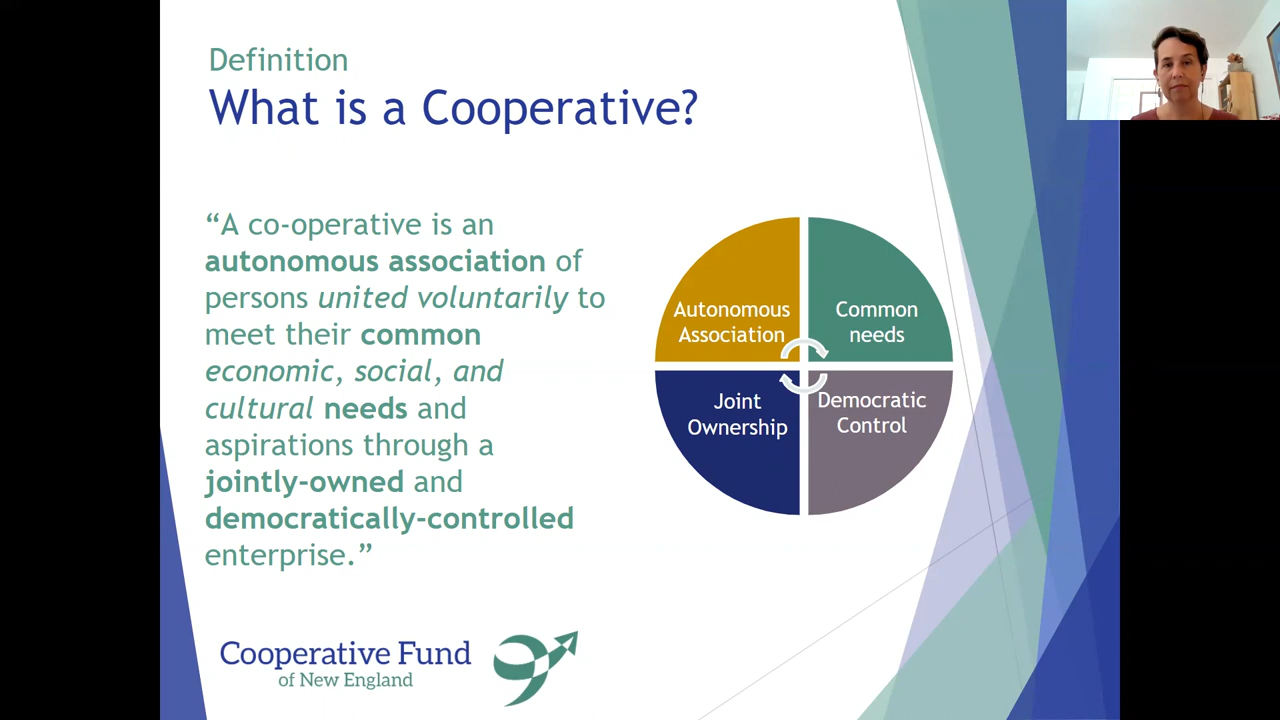 Definition
What is a Cooperative?
“A co-operative is an
autonomous association of
persons united voluntarily to
meet their common
economic, social, and
cultural needs and
aspirations through a
jointly-owned and
democratically-controlled
enterprise.”
Autonomous
Association
Common
needs
Joint
Ownership
Democratic
Control
Cooperative Fund
of New England